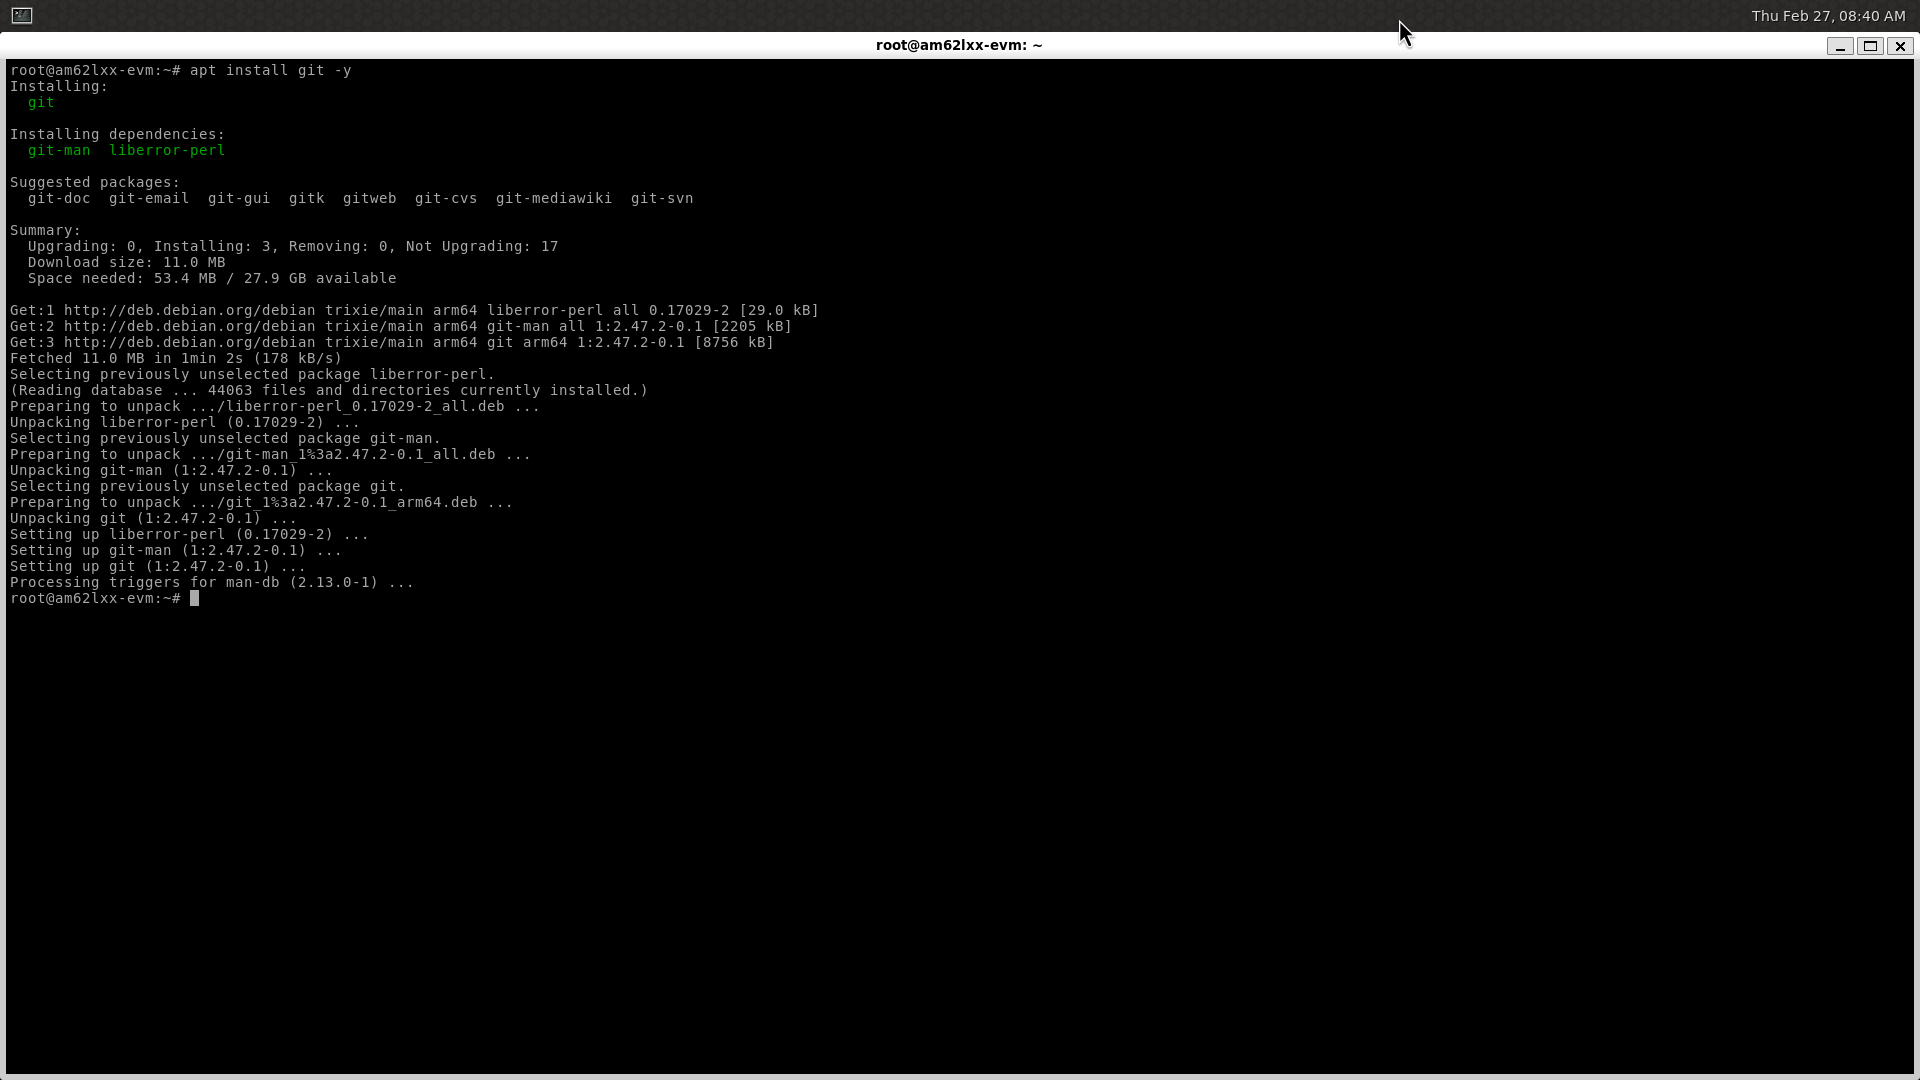 Thu Feb 27, 08:40 AM
root@am62lxx-evm: ~
root@am62lxx-evm:~# apt install git -y
Installing:
  git

Installing dependencies:
  git-man  liberror-perl

Suggested packages:
  git-doc  git-email  git-gui  gitk  gitweb  git-cvs  git-mediawiki  git-svn

Summary:
  Upgrading: 0, Installing: 3, Removing: 0, Not Upgrading: 17
  Download size: 11.0 MB
  Space needed: 53.4 MB / 27.9 GB available

Get:1 http://deb.debian.org/debian trixie/main arm64 liberror-perl all 0.17029-2 [29.0 kB]
Get:2 http://deb.debian.org/debian trixie/main arm64 git-man all 1:2.47.2-0.1 [2205 kB]
Get:3 http://deb.debian.org/debian trixie/main arm64 git arm64 1:2.47.2-0.1 [8756 kB]
Fetched 11.0 MB in 1min 2s (178 kB/s)
Selecting previously unselected package liberror-perl.
(Reading database ... 44063 files and directories currently installed.)
Preparing to unpack .../liberror-perl_0.17029-2_all.deb ...
Unpacking liberror-perl (0.17029-2) ...
Selecting previously unselected package git-man.
Preparing to unpack .../git-man_1%3a2.47.2-0.1_all.deb ...
Unpacking git-man (1:2.47.2-0.1) ...
Selecting previously unselected package git.
Preparing to unpack .../git_1%3a2.47.2-0.1_arm64.deb ...
Unpacking git (1:2.47.2-0.1) ...
Setting up liberror-perl (0.17029-2) ...
Setting up git-man (1:2.47.2-0.1) ...
Setting up git (1:2.47.2-0.1) ...
Processing triggers for man-db (2.13.0-1) ...
root@am62lxx-evm:~#